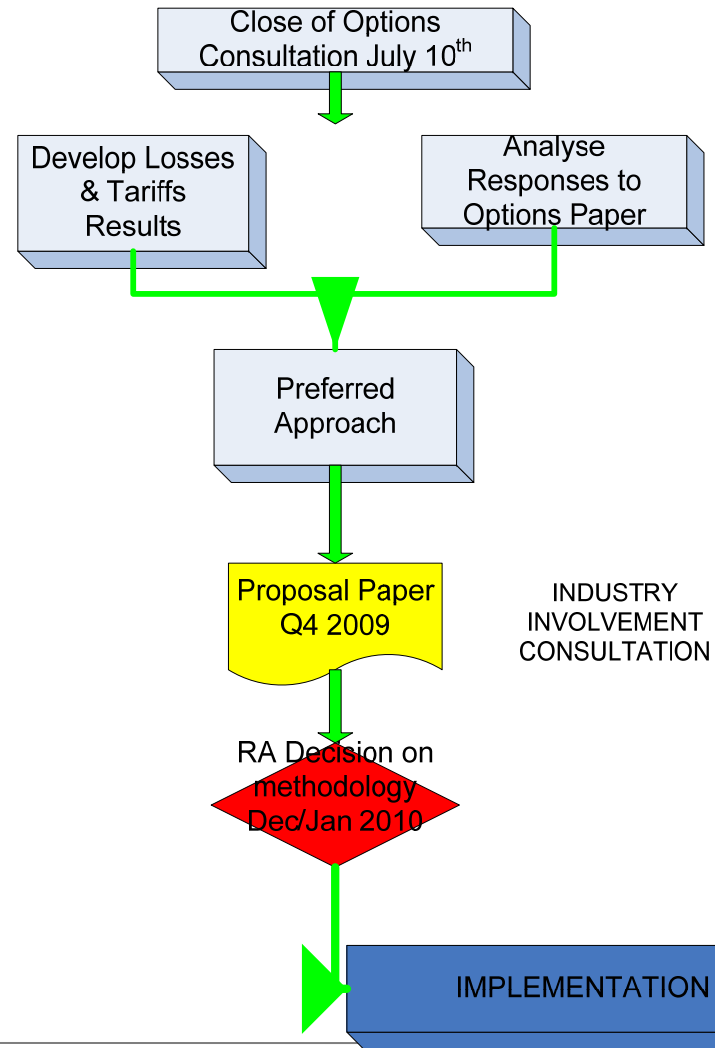 Close of Options
Consultation July 10th
Develop Losses
& Tariffs
Results
Analyse
Responses to
Options Paper
Preferred
Approach
Proposal Paper
Q4 2009
INDUSTRY
INVOLVEMENT
CONSULTATION
RA Decision on
methodology
Dec/Jan 2010
IMPLEMENTATION